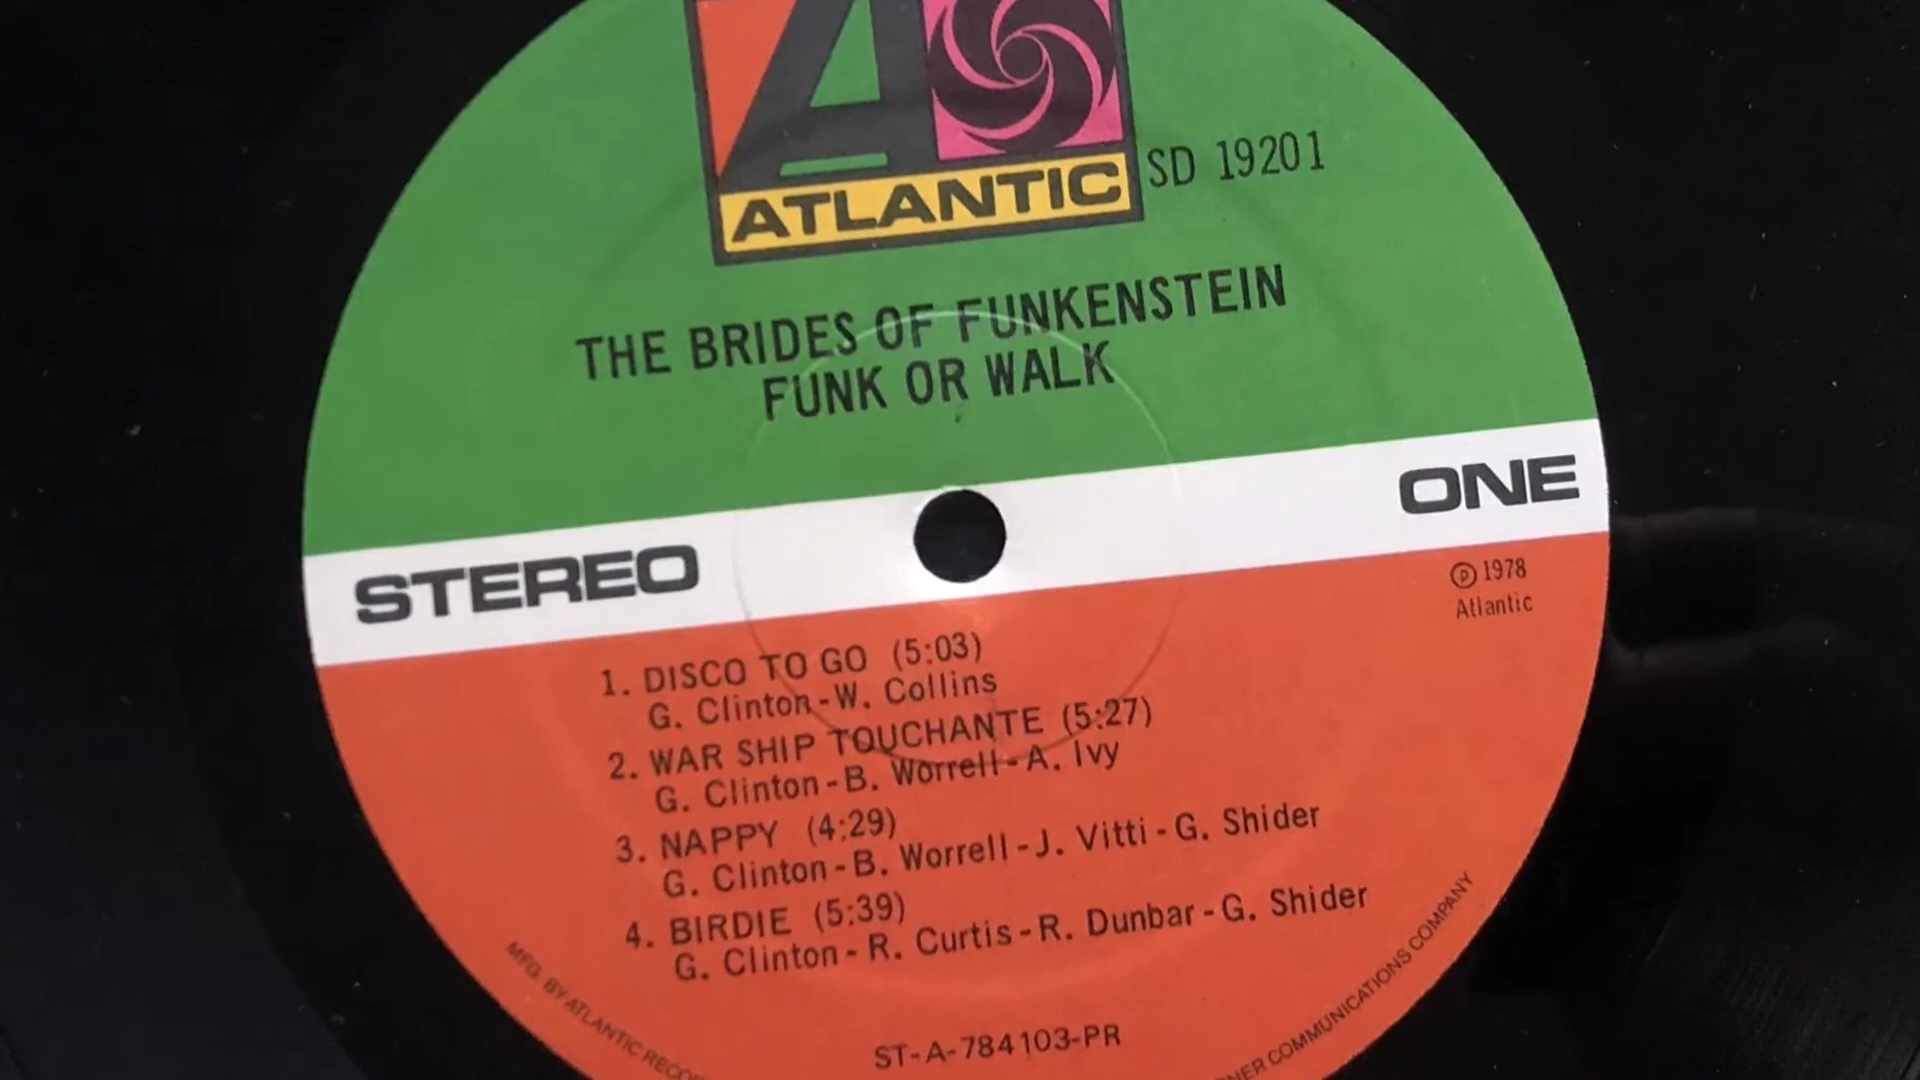 ATLANTIC
SD 19201
THE BRIDES OF FUNKENSTEIN
FUNK OR WALK
STEREO
ONE
Ⓟ 1978
Atlantic
1. DISCO TO GO (5:03)
G. Clinton-W. Collins
2. WAR SHIP TOUCHANTE (5:27)
G. Clinton-B. Worrell-A. Ivy
3. NAPPY (4:29)
G. Clinton-B. Worrell-J. Vitti-G. Shider
4. BIRDIE (5:39)
G. Clinton-R. Curtis-R. Dunbar-G. Shider
ST-A-784103-PR
MFG. BY ATLANTIC
COMMUNICATIONS COMPANY